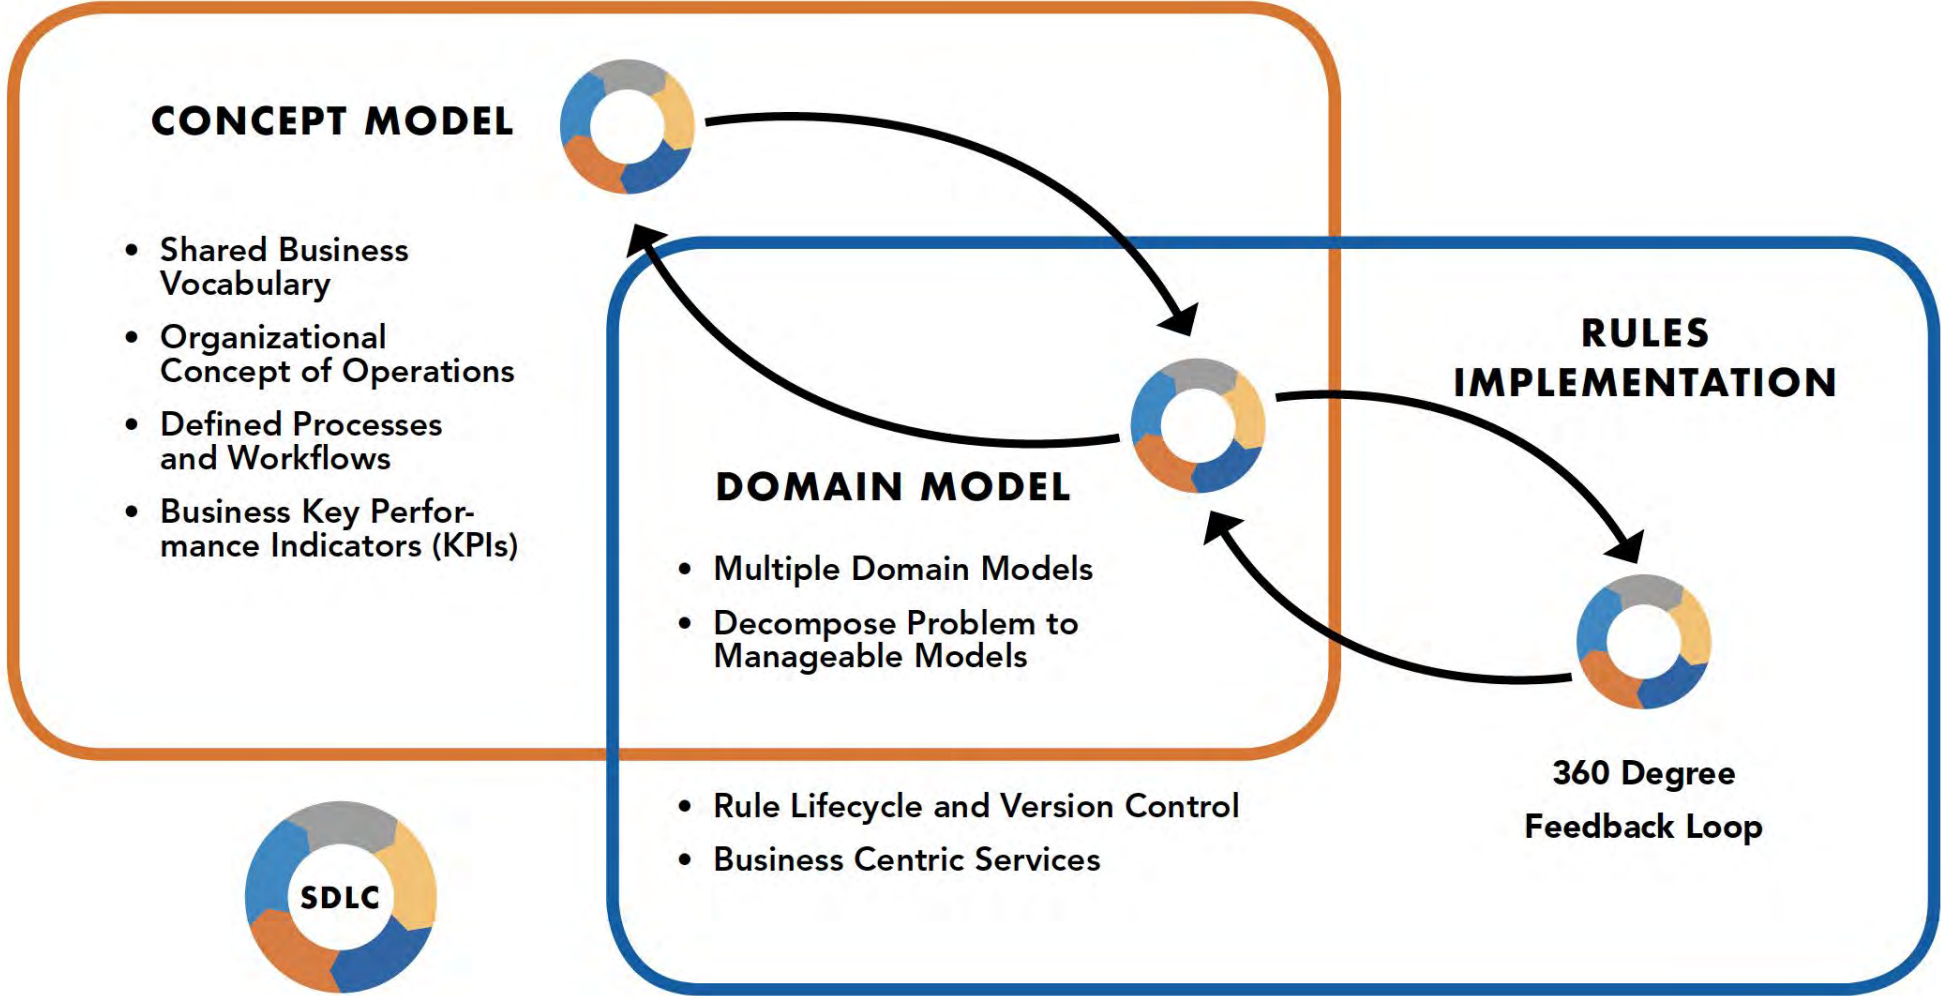 CONCEPT MODEL
• Shared Business
Vocabulary
• Organizational
Concept of Operations
• Defined Processes
and Workflows
• Business Key Perfor-
mance Indicators (KPIs)
RULES
IMPLEMENTATION
DOMAIN MODEL
• Multiple Domain Models
• Decompose Problem to
Manageable Models
• Rule Lifecycle and Version Control
• Business Centric Services
360 Degree
Feedback Loop
SDLC